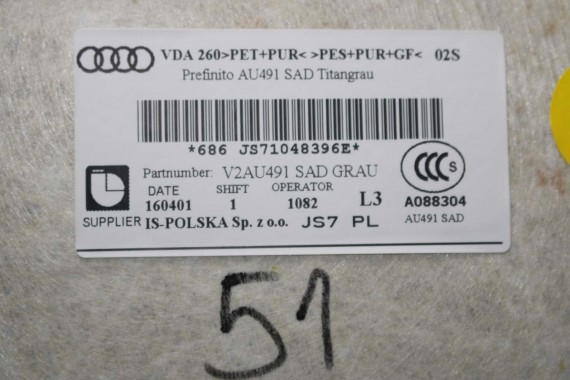 VDA 260>PET+PUR< >PES+PUR+GF< 02S
Prefinito AU491 SAD Titangrau
*686 JS71048396E*
Partnumber: V2AU491 SAD GRAU
CCC S
DATE SHIFT OPERATOR
160401 1 1082 L3 A088304
SUPPLIER IS-POLSKA Sp. z o.o. JS7 PL AU491 SAD
51